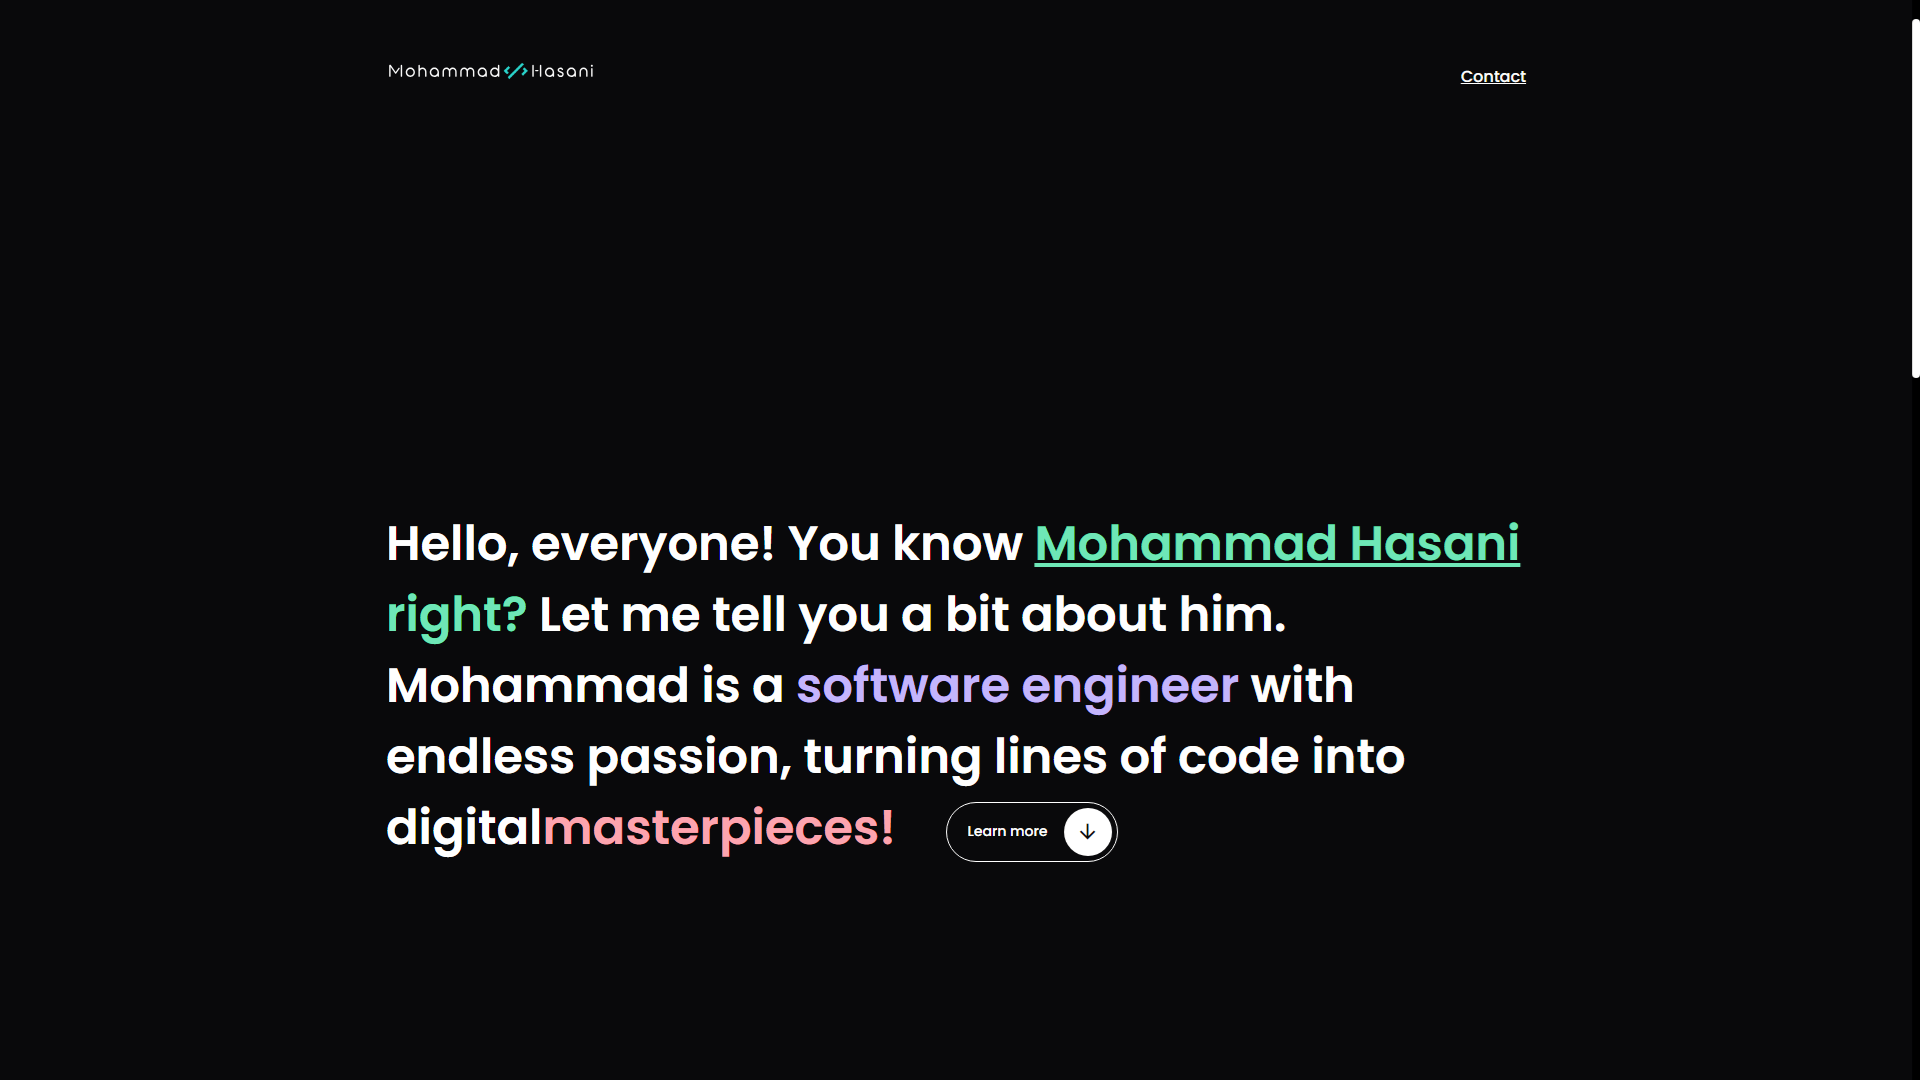 Mohammad </> Hasani
Contact
Hello, everyone! You know Mohammad Hasani
right? Let me tell you a bit about him.
Mohammad is a software engineer with
endless passion, turning lines of code into
digitalmasterpieces!
Learn more